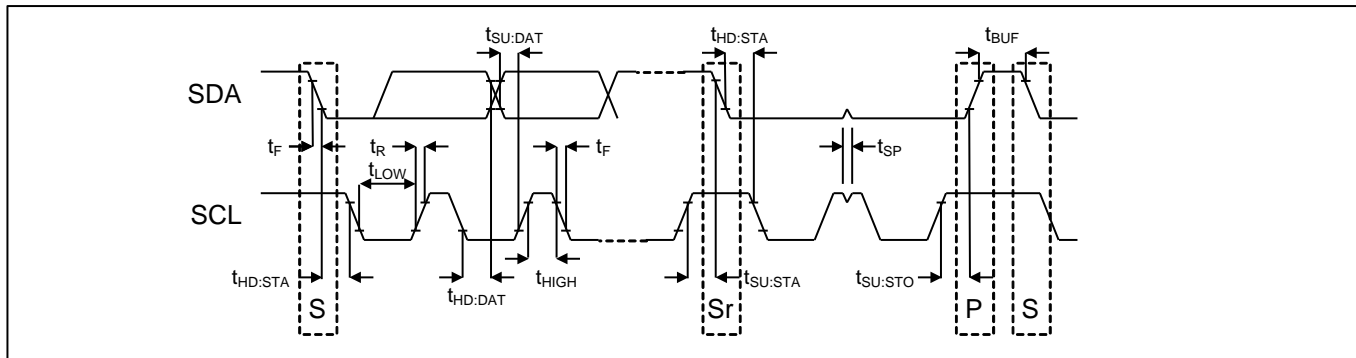 tSU:DAT tHD:STA tBUF
SDA
tF tR tLOW tF tSP
SCL
tHD:STA tHD:DAT tHIGH tSU:STA tSU:STO
S Sr P S